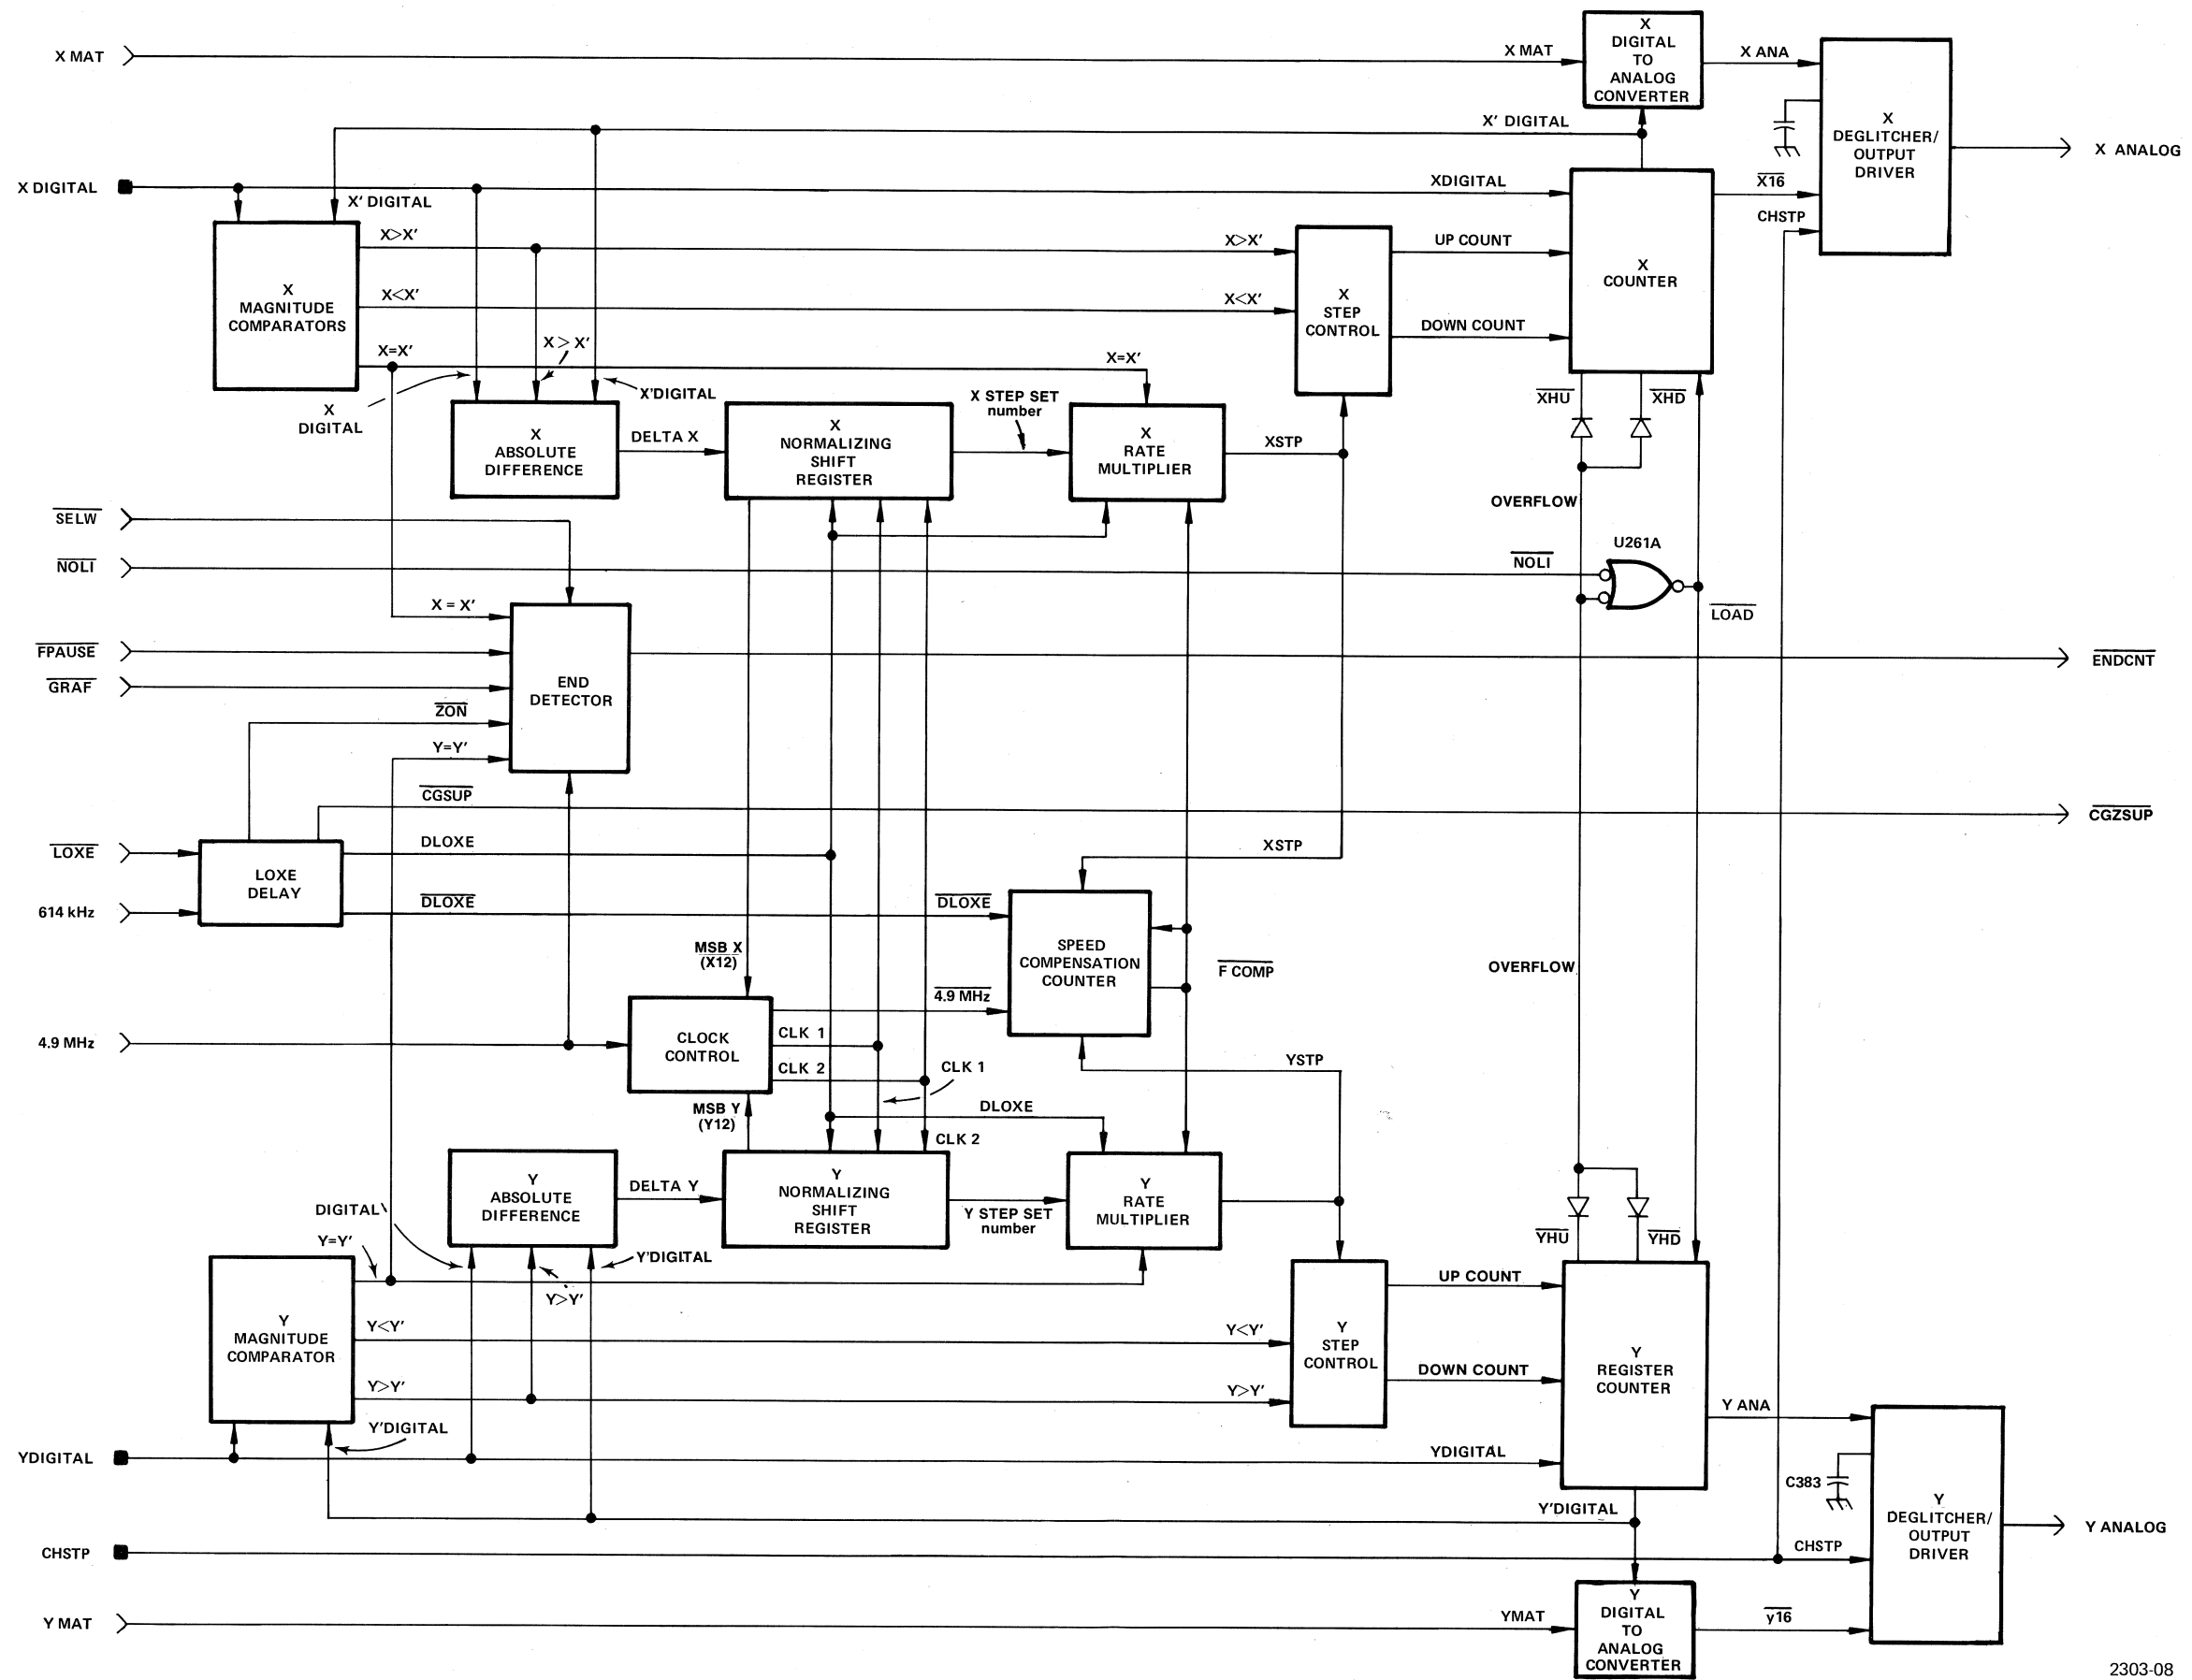 X MAT
X MAT
X
DIGITAL
TO
ANALOG
CONVERTER
X ANA
X
DEGLITCHER/
OUTPUT
DRIVER
X ANALOG
X' DIGITAL
X DIGITAL
X' DIGITAL
XDIGITAL
X16
CHSTP
X
MAGNITUDE
COMPARATORS
X>X'
X<X'
X=X'
X>X'
X<X'
X
STEP
CONTROL
UP COUNT
DOWN COUNT
X
COUNTER
X > X'
X=X'
X
DIGITAL
X'DIGITAL
X
ABSOLUTE
DIFFERENCE
DELTA X
X
NORMALIZING
SHIFT
REGISTER
X STEP SET
number
X
RATE
MULTIPLIER
XSTP
XHU
XHD
OVERFLOW
SELW
NOLI
NOLI
U261A
LOAD
X = X'
FPAUSE
GRAF
ZON
Y=Y'
END
DETECTOR
ENDCNT
CGSUP
CGZSUP
LOXE
614 kHz
LOXE
DELAY
DLOXE
DLOXE
DLOXE
XSTP
MSB X
(X12)
SPEED
COMPENSATION
COUNTER
F COMP
OVERFLOW
4.9 MHz
4.9 MHz
CLOCK
CONTROL
CLK 1
CLK 2
CLK 1
YSTP
MSB Y
(Y12)
DLOXE
CLK 2
Y
ABSOLUTE
DIFFERENCE
DELTA Y
Y
NORMALIZING
SHIFT
REGISTER
Y STEP SET
number
Y
RATE
MULTIPLIER
DIGITAL
Y=Y'
Y'DIGITAL
Y>Y'
YHU
YHD
Y
MAGNITUDE
COMPARATOR
Y<Y'
Y>Y'
Y<Y'
Y>Y'
Y
STEP
CONTROL
UP COUNT
DOWN COUNT
Y
REGISTER
COUNTER
Y ANA
Y'DIGITAL
YDIGITAL
YDIGITAL
C383
Y
DEGLITCHER/
OUTPUT
DRIVER
Y ANALOG
Y'DIGITAL
CHSTP
CHSTP
Y MAT
YMAT
Y
DIGITAL
TO
ANALOG
CONVERTER
y16
2303-08